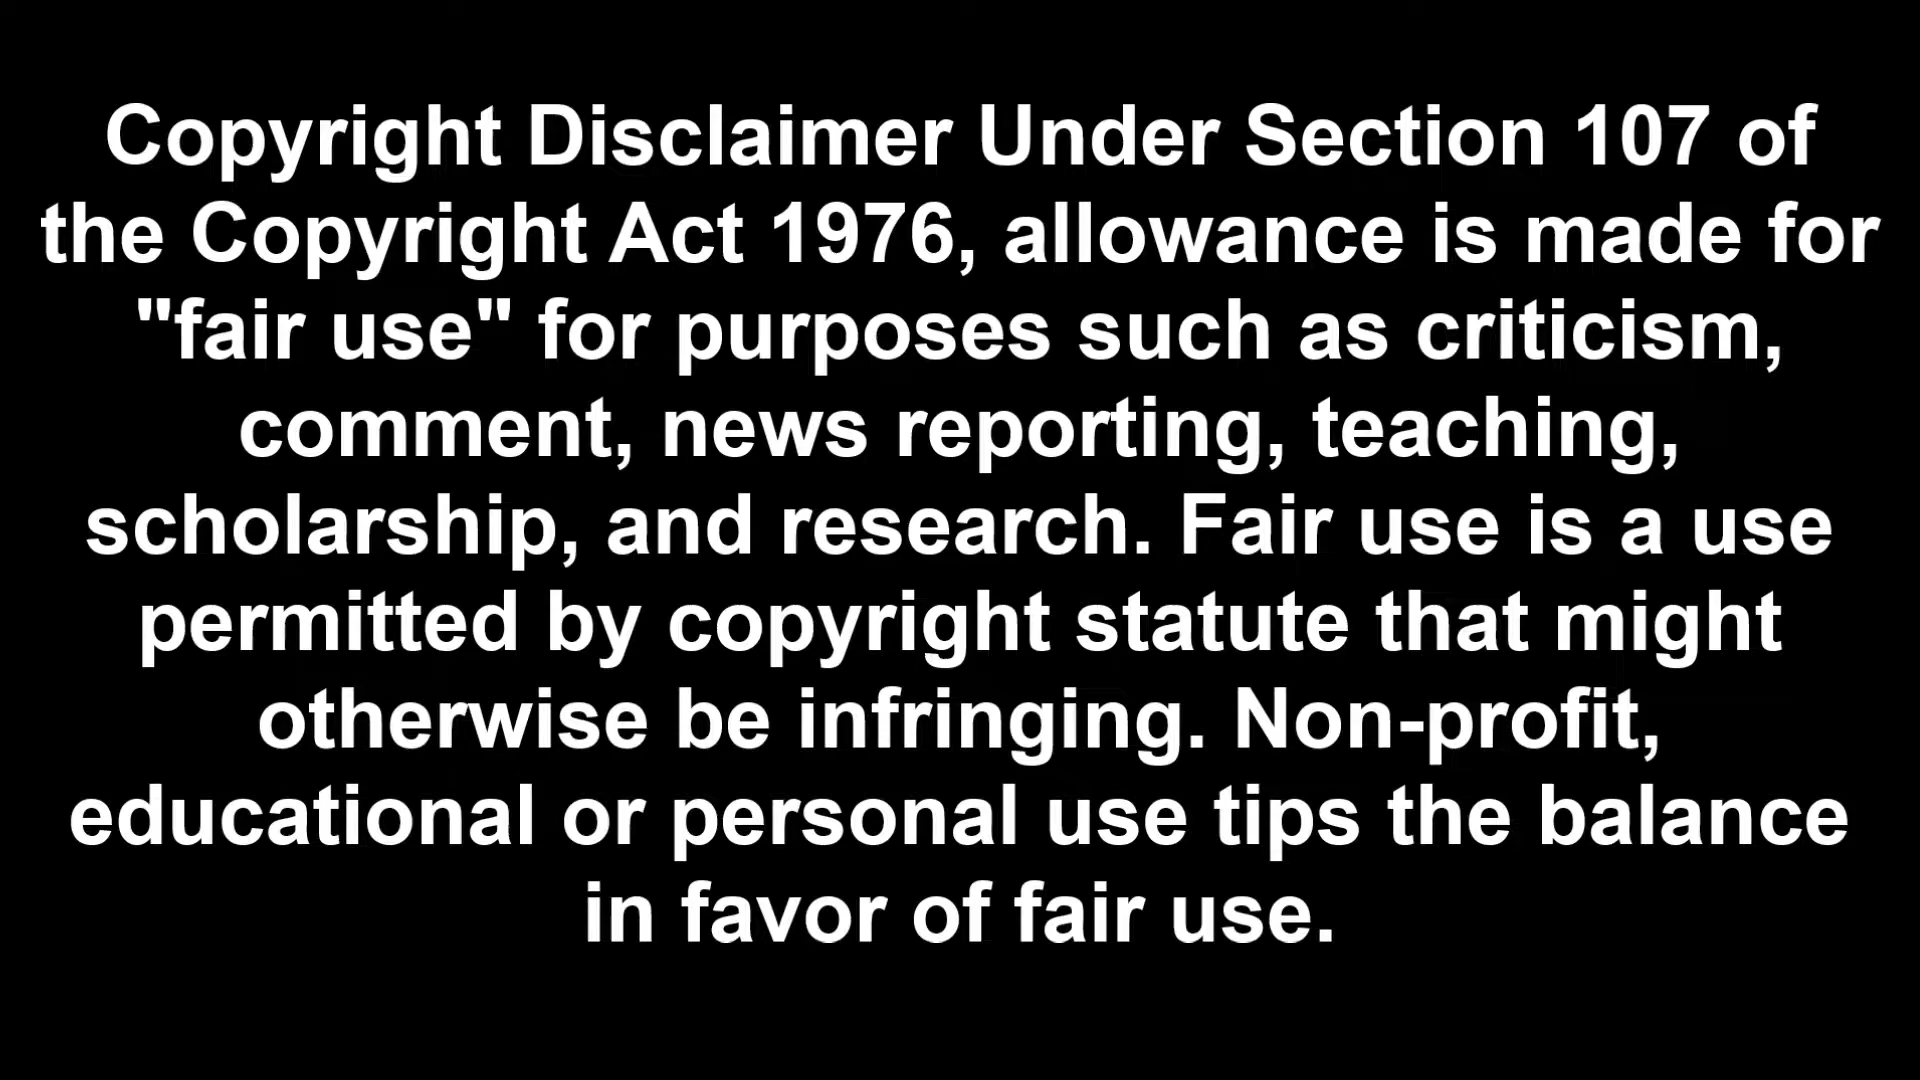 Copyright Disclaimer Under Section 107 of
the Copyright Act 1976, allowance is made for
"fair use" for purposes such as criticism,
comment, news reporting, teaching,
scholarship, and research. Fair use is a use
permitted by copyright statute that might
otherwise be infringing. Non-profit,
educational or personal use tips the balance
in favor of fair use.